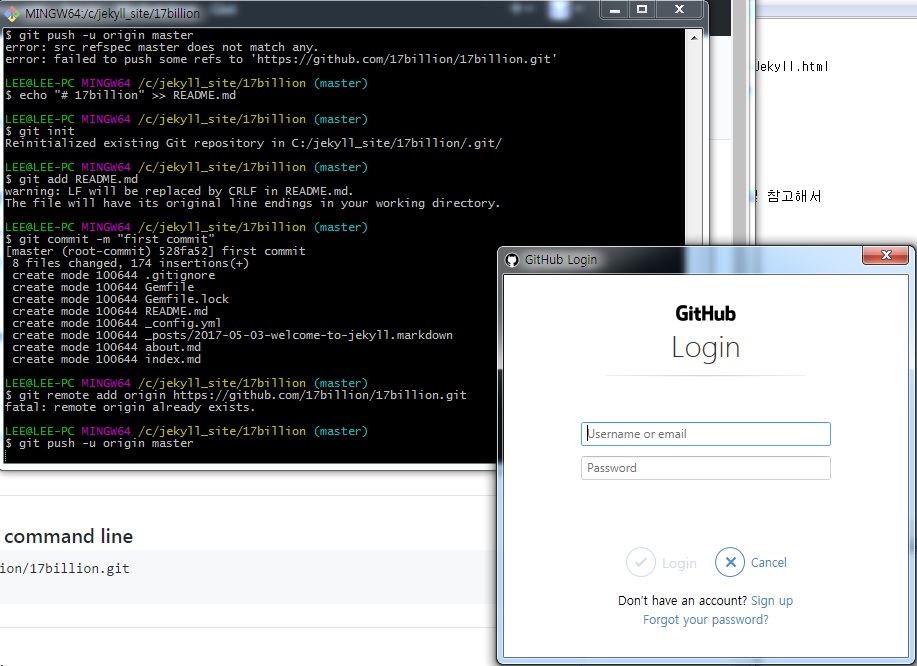 MINGW64:/c/jekyll_site/17billion
$ git push -u origin master
error: src refspec master does not match any.
error: failed to push some refs to 'https://github.com/17billion/17billion.git'
LEE@LEE-PC MINGW64 /c/jekyll_site/17billion (master)
$ echo "# 17billion" >> README.md
LEE@LEE-PC MINGW64 /c/jekyll_site/17billion (master)
$ git init
Reinitialized existing Git repository in C:/jekyll_site/17billion/.git/
LEE@LEE-PC MINGW64 /c/jekyll_site/17billion (master)
$ git add README.md
warning: LF will be replaced by CRLF in README.md.
The file will have its original line endings in your working directory.
LEE@LEE-PC MINGW64 /c/jekyll_site/17billion (master)
$ git commit -m "first commit"
[master (root-commit) 528fa52] first commit
 8 files changed, 174 insertions(+)
 create mode 100644 .gitignore
 create mode 100644 Gemfile
 create mode 100644 Gemfile.lock
 create mode 100644 README.md
 create mode 100644 _config.yml
 create mode 100644 _posts/2017-05-03-welcome-to-jekyll.markdown
 create mode 100644 about.md
 create mode 100644 index.md
LEE@LEE-PC MINGW64 /c/jekyll_site/17billion (master)
$ git remote add origin https://github.com/17billion/17billion.git
fatal: remote origin already exists.
LEE@LEE-PC MINGW64 /c/jekyll_site/17billion (master)
$ git push -u origin master
Jekyll.html
참고해서
command line
ion/17billion.git
GitHub Login
GitHub
Login
Username or email
Password
Login Cancel
Don't have an account? Sign up
Forgot your password?